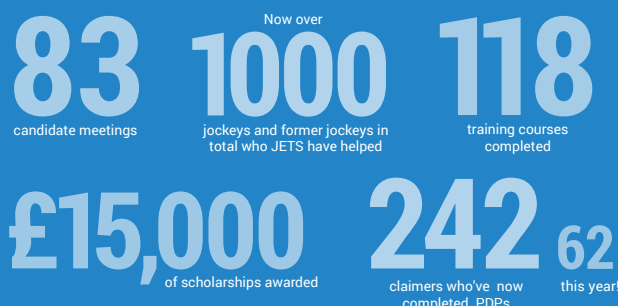 83
candidate meetings
Now over
1000
jockeys and former jockeys in
total who JETS have helped
118
training courses
completed
£15,000
of scholarships awarded
242
claimers who've now
completed PDPs
62
this year!